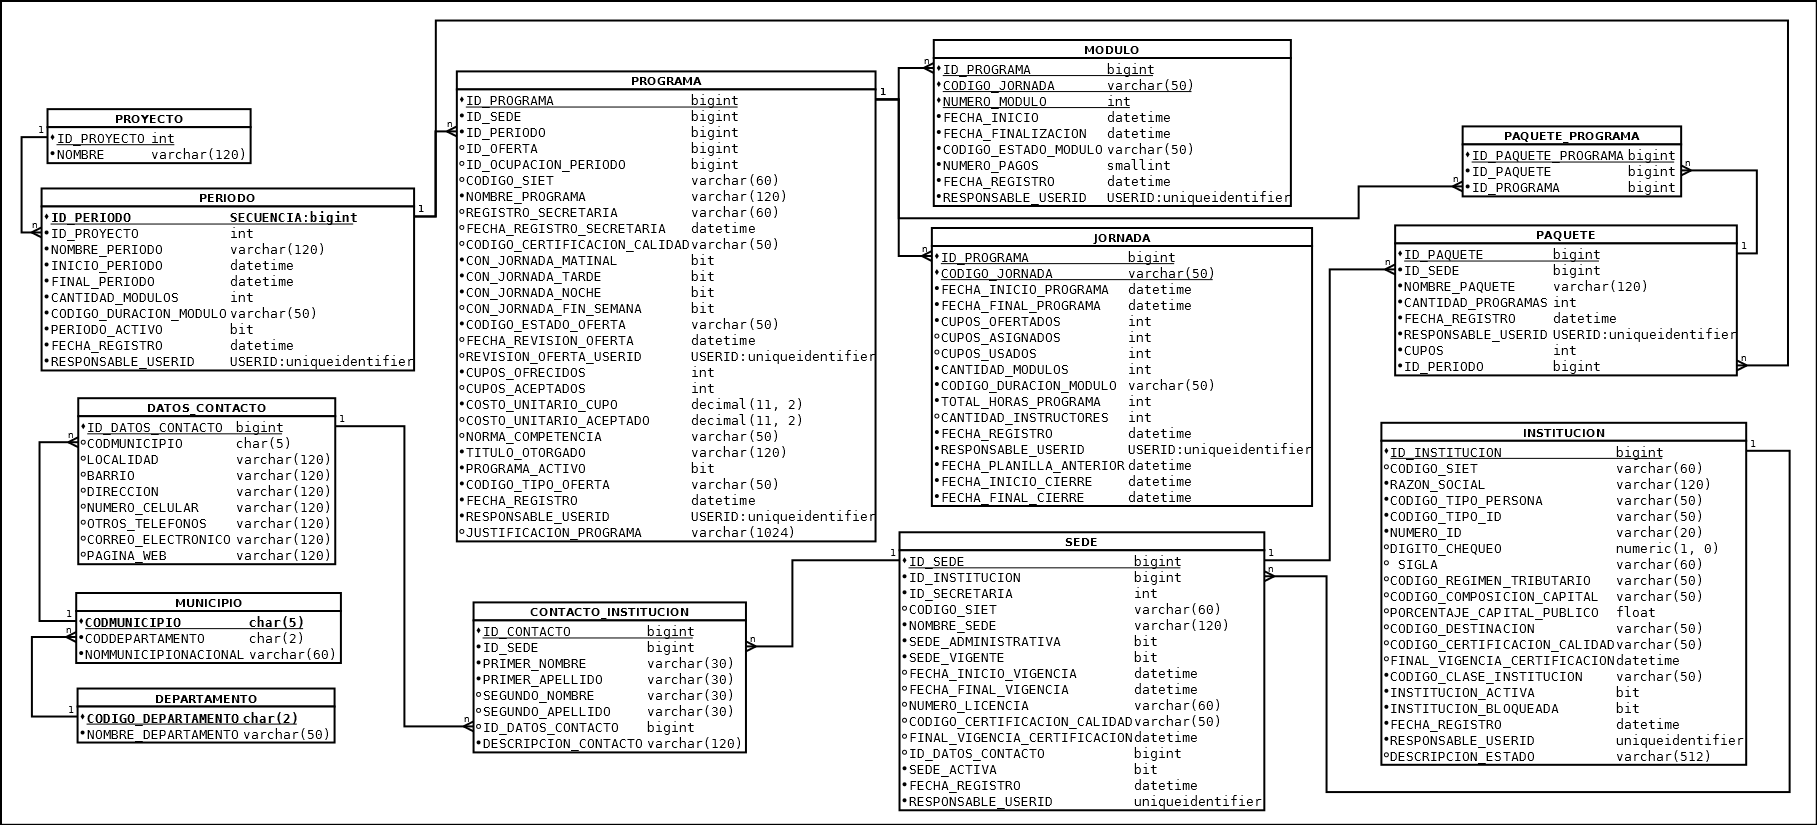 PROYECTO
ID_PROYECTO int
NOMBRE varchar(120)
1
n
PERIODO
ID_PERIODO SECUENCIA:bigint
ID_PROYECTO int
NOMBRE_PERIODO varchar(120)
INICIO_PERIODO datetime
FINAL_PERIODO datetime
CANTIDAD_MODULOS int
CODIGO_DURACION_MODULO varchar(50)
PERIODO_ACTIVO bit
FECHA_REGISTRO datetime
RESPONSABLE_USERID USERID:uniqueidentifier
1
n
DATOS_CONTACTO
ID_DATOS_CONTACTO bigint
CODMUNICIPIO char(5)
LOCALIDAD varchar(120)
BARRIO varchar(120)
DIRECCION varchar(120)
NUMERO_CELULAR varchar(120)
OTROS_TELEFONOS varchar(120)
CORREO_ELECTRONICO varchar(120)
PAGINA_WEB varchar(120)
1
n
MUNICIPIO
CODMUNICIPIO char(5)
CODDEPARTAMENTO char(2)
NOMMUNICIPIONACIONAL varchar(60)
1
n
DEPARTAMENTO
CODIGO_DEPARTAMENTO char(2)
NOMBRE_DEPARTAMENTO varchar(50)
1
PROGRAMA
ID_PROGRAMA bigint
ID_SEDE bigint
ID_PERIODO bigint
ID_OFERTA bigint
ID_OCUPACION_PERIODO bigint
CODIGO_SIET varchar(60)
NOMBRE_PROGRAMA varchar(120)
REGISTRO_SECRETARIA varchar(60)
FECHA_REGISTRO_SECRETARIA datetime
CODIGO_CERTIFICACION_CALIDAD varchar(50)
CON_JORNADA_MATINAL bit
CON_JORNADA_TARDE bit
CON_JORNADA_NOCHE bit
CON_JORNADA_FIN_SEMANA bit
CODIGO_ESTADO_OFERTA varchar(50)
FECHA_REVISION_OFERTA datetime
REVISION_OFERTA_USERID USERID:uniqueidentifier
CUPOS_OFRECIDOS int
CUPOS_ACEPTADOS int
COSTO_UNITARIO_CUPO decimal(11, 2)
COSTO_UNITARIO_ACEPTADO decimal(11, 2)
NORMA_COMPETENCIA varchar(50)
TITULO_OTORGADO varchar(120)
PROGRAMA_ACTIVO bit
CODIGO_TIPO_OFERTA varchar(50)
FECHA_REGISTRO datetime
RESPONSABLE_USERID USERID:uniqueidentifier
JUSTIFICACION_PROGRAMA varchar(1024)
1
n
CONTACTO_INSTITUCION
ID_CONTACTO bigint
ID_SEDE bigint
PRIMER_NOMBRE varchar(30)
PRIMER_APELLIDO varchar(30)
SEGUNDO_NOMBRE varchar(30)
SEGUNDO_APELLIDO varchar(30)
ID_DATOS_CONTACTO bigint
DESCRIPCION_CONTACTO varchar(120)
n
n
MODULO
ID_PROGRAMA bigint
CODIGO_JORNADA varchar(50)
NUMERO_MODULO int
FECHA_INICIO datetime
FECHA_FINALIZACION datetime
CODIGO_ESTADO_MODULO varchar(50)
NUMERO_PAGOS smallint
FECHA_REGISTRO datetime
RESPONSABLE_USERID USERID:uniqueidentifier
n
JORNADA
ID_PROGRAMA bigint
CODIGO_JORNADA varchar(50)
FECHA_INICIO_PROGRAMA datetime
FECHA_FINAL_PROGRAMA datetime
CUPOS_OFERTADOS int
CUPOS_ASIGNADOS int
CUPOS_USADOS int
CANTIDAD_MODULOS int
CODIGO_DURACION_MODULO varchar(50)
TOTAL_HORAS_PROGRAMA int
CANTIDAD_INSTRUCTORES int
FECHA_REGISTRO datetime
RESPONSABLE_USERID USERID:uniqueidentifier
FECHA_PLANILLA_ANTERIOR datetime
FECHA_INICIO_CIERRE datetime
FECHA_FINAL_CIERRE datetime
n
SEDE
ID_SEDE bigint
ID_INSTITUCION bigint
ID_SECRETARIA int
CODIGO_SIET varchar(60)
NOMBRE_SEDE varchar(120)
SEDE_ADMINISTRATIVA bit
SEDE_VIGENTE bit
FECHA_INICIO_VIGENCIA datetime
FECHA_FINAL_VIGENCIA datetime
NUMERO_LICENCIA varchar(60)
CODIGO_CERTIFICACION_CALIDAD varchar(50)
FINAL_VIGENCIA_CERTIFICACION datetime
ID_DATOS_CONTACTO bigint
SEDE_ACTIVA bit
FECHA_REGISTRO datetime
RESPONSABLE_USERID uniqueidentifier
1
1
n
PAQUETE_PROGRAMA
ID_PAQUETE_PROGRAMA bigint
ID_PAQUETE bigint
ID_PROGRAMA bigint
n
n
PAQUETE
ID_PAQUETE bigint
ID_SEDE bigint
NOMBRE_PAQUETE varchar(120)
CANTIDAD_PROGRAMAS int
FECHA_REGISTRO datetime
RESPONSABLE_USERID USERID:uniqueidentifier
CUPOS int
ID_PERIODO bigint
1
n
n
INSTITUCION
ID_INSTITUCION bigint
CODIGO_SIET varchar(60)
RAZON_SOCIAL varchar(120)
CODIGO_TIPO_PERSONA varchar(50)
CODIGO_TIPO_ID varchar(50)
NUMERO_ID varchar(20)
DIGITO_CHEQUEO numeric(1, 0)
SIGLA varchar(60)
CODIGO_REGIMEN_TRIBUTARIO varchar(50)
CODIGO_COMPOSICION_CAPITAL varchar(50)
PORCENTAJE_CAPITAL_PUBLICO float
CODIGO_DESTINACION varchar(50)
CODIGO_CERTIFICACION_CALIDAD varchar(50)
FINAL_VIGENCIA_CERTIFICACION datetime
CODIGO_CLASE_INSTITUCION varchar(50)
INSTITUCION_ACTIVA bit
INSTITUCION_BLOQUEADA bit
FECHA_REGISTRO datetime
RESPONSABLE_USERID uniqueidentifier
DESCRIPCION_ESTADO varchar(512)
1